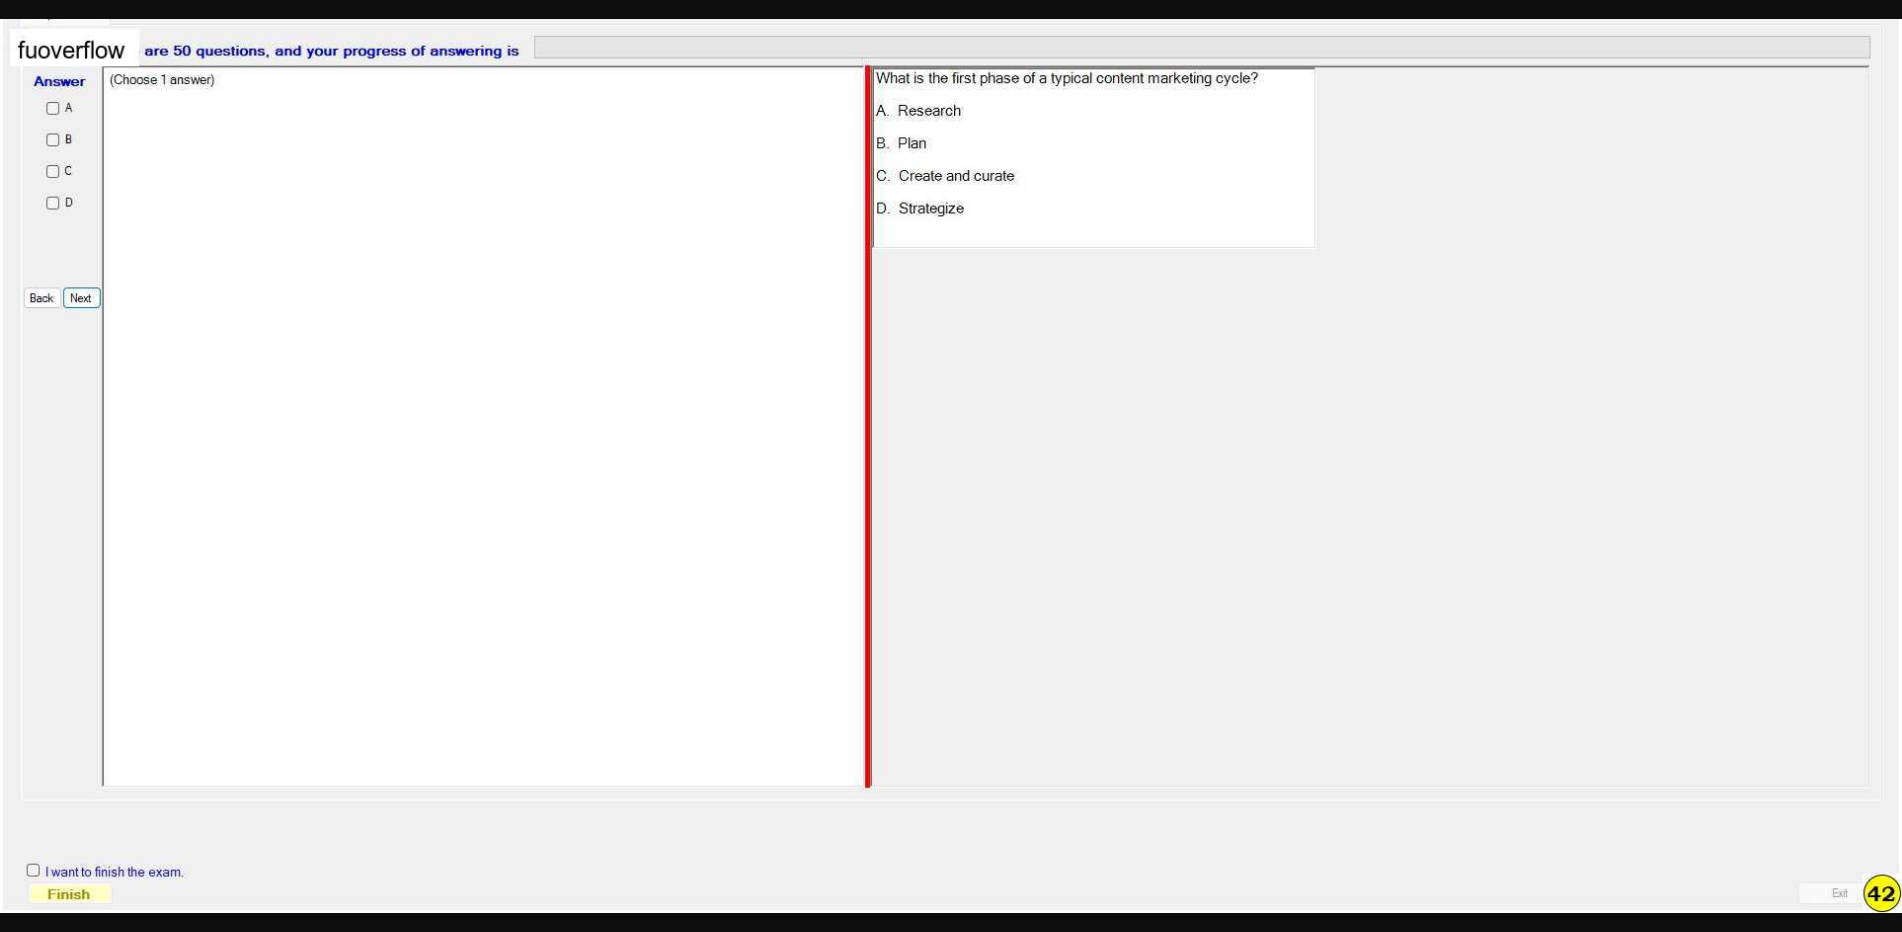 fuoverflow are 50 questions, and your progress of answering is
Answer
A
B
C
D
Back Next
(Choose 1 answer)
What is the first phase of a typical content marketing cycle?
A. Research
B. Plan
C. Create and curate
D. Strategize
I want to finish the exam.
Finish
Exit
42